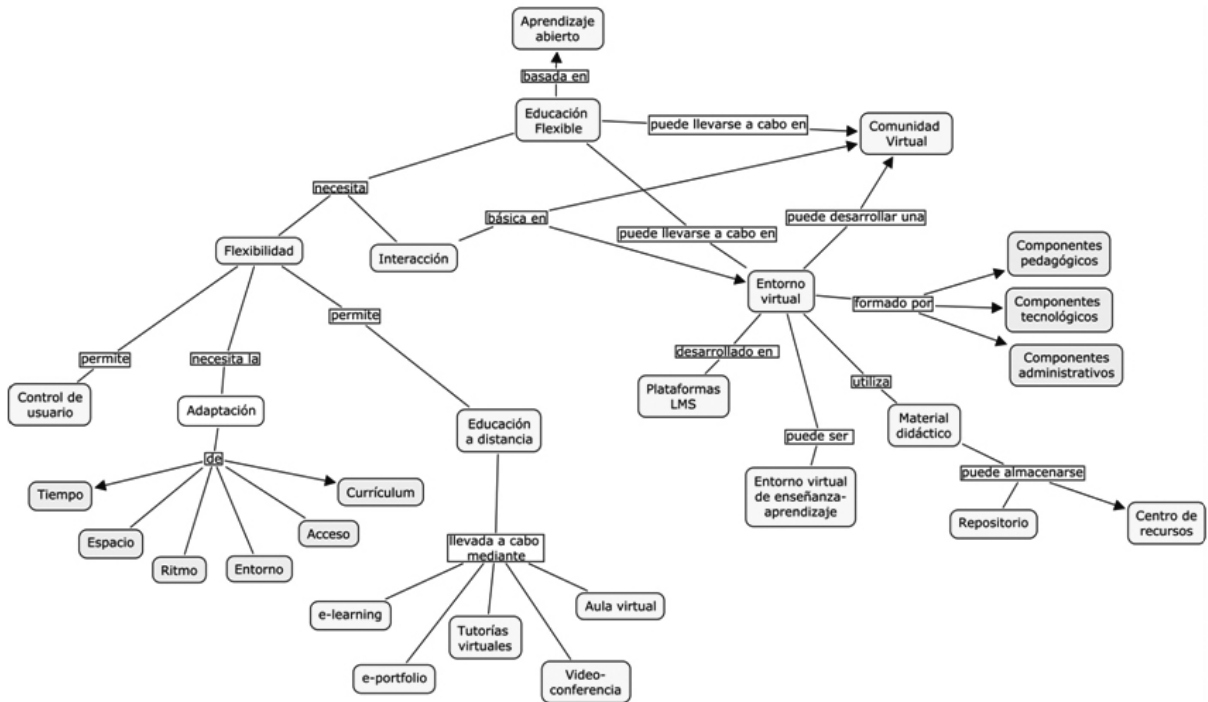 Aprendizaje
abierto
basada en
Educación
Flexible
puede llevarse a cabo en
Comunidad
Virtual
necesita
básica en
puede desarrollar una
puede llevarse a cabo en
Flexibilidad
Interacción
Componentes
pedagógicos
Entorno
virtual
formado por
Componentes
tecnológicos
permite
desarrollado en
Componentes
administrativos
permite
necesita la
utiliza
Control de
usuario
Adaptación
Plataformas
LMS
Educación
a distancia
Material
didáctico
puede ser
de
puede almacenarse
Tiempo
Currículum
Entorno virtual
de enseñanza-
aprendizaje
Espacio
Acceso
Repositorio
Centro de
recursos
Ritmo
Entorno
llevada a cabo
mediante
e-learning
Aula virtual
Tutorías
virtuales
e-portfolio
Video-
conferencia